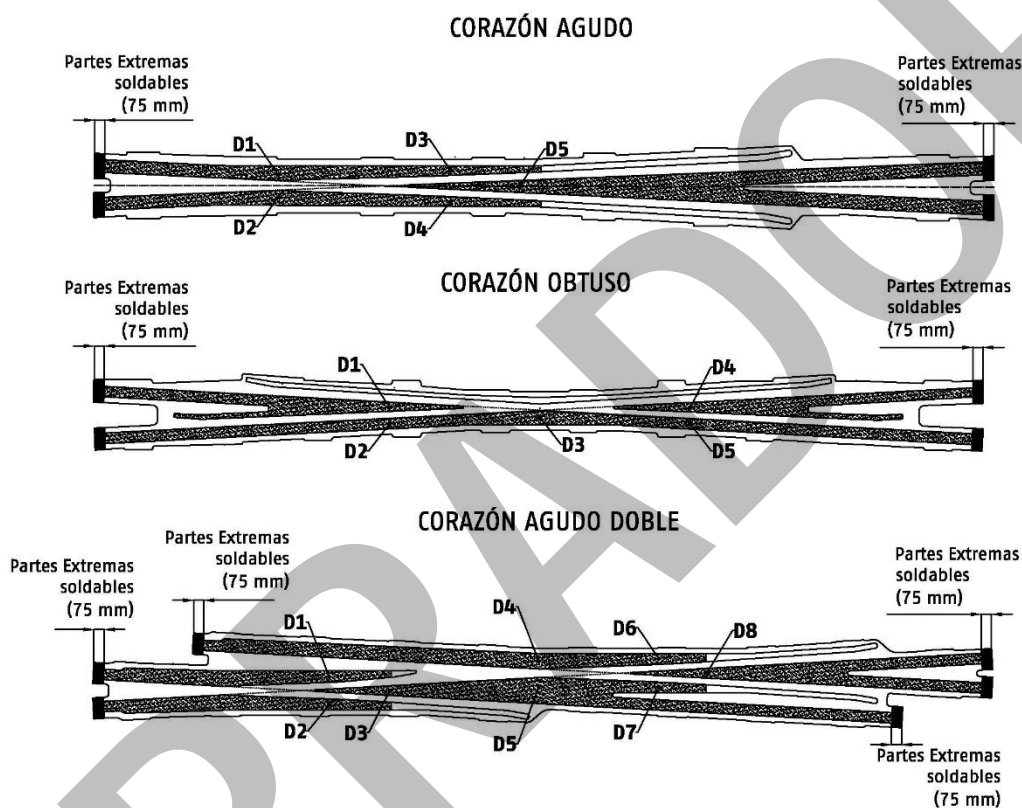 CORAZÓN AGUDO
Partes Extremas
soldables
(75 mm)
Partes Extremas
soldables
(75 mm)
D1
D3
D5
D2
D4
CORAZÓN OBTUSO
Partes Extremas
soldables
(75 mm)
Partes Extremas
soldables
(75 mm)
D1
D4
D2
D3
D5
CORAZÓN AGUDO DOBLE
Partes Extremas
soldables
(75 mm)
Partes Extremas
soldables
(75 mm)
Partes Extremas
soldables
(75 mm)
D1
D4
D6
D8
D2
D3
D5
D7
Partes Extremas
soldables
(75 mm)
PRADOR